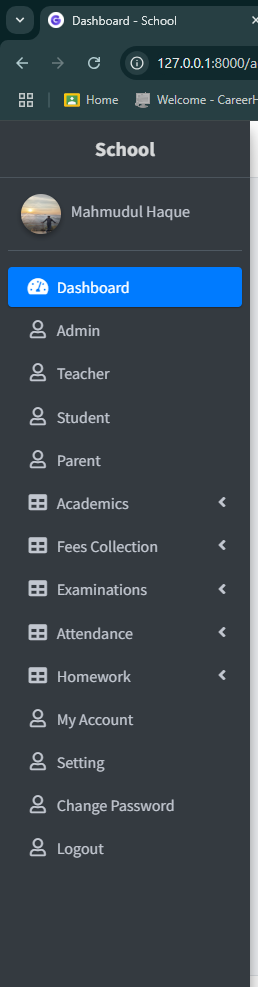 Dashboard - School
127.0.0.1:8000/a
Home
Welcome - CareerH
School
Mahmudul Haque
Dashboard
Admin
Teacher
Student
Parent
Academics
Fees Collection
Examinations
Attendance
Homework
My Account
Setting
Change Password
Logout